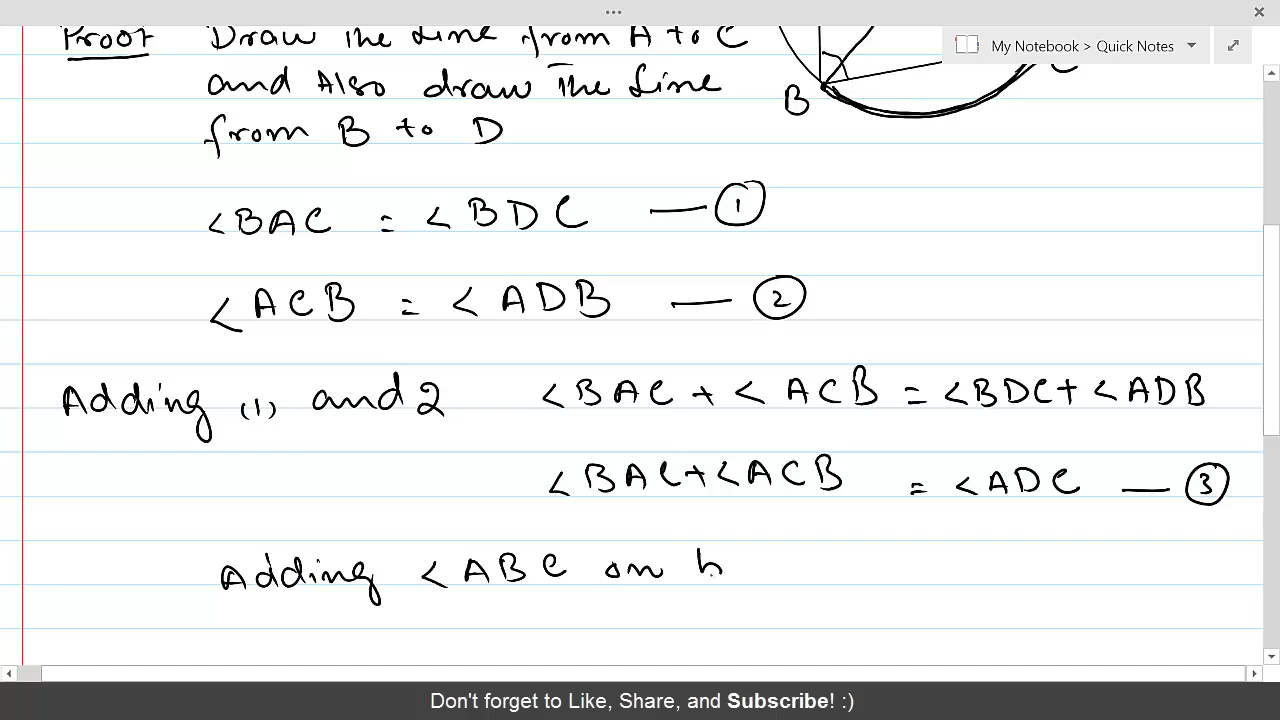 ...
Proof Draw the Line from A to C
My Notebook > Quick Notes
and Also draw the Line
B
from B to D
<BAC = <BDC — 1
<ACB = <ADB — 2
Adding (1) and 2 <BAC + <ACB = <BDC + <ADB
<BAC + <ACB = <ADC — 3
Adding <ABC on b
Don't forget to Like, Share, and Subscribe! :)